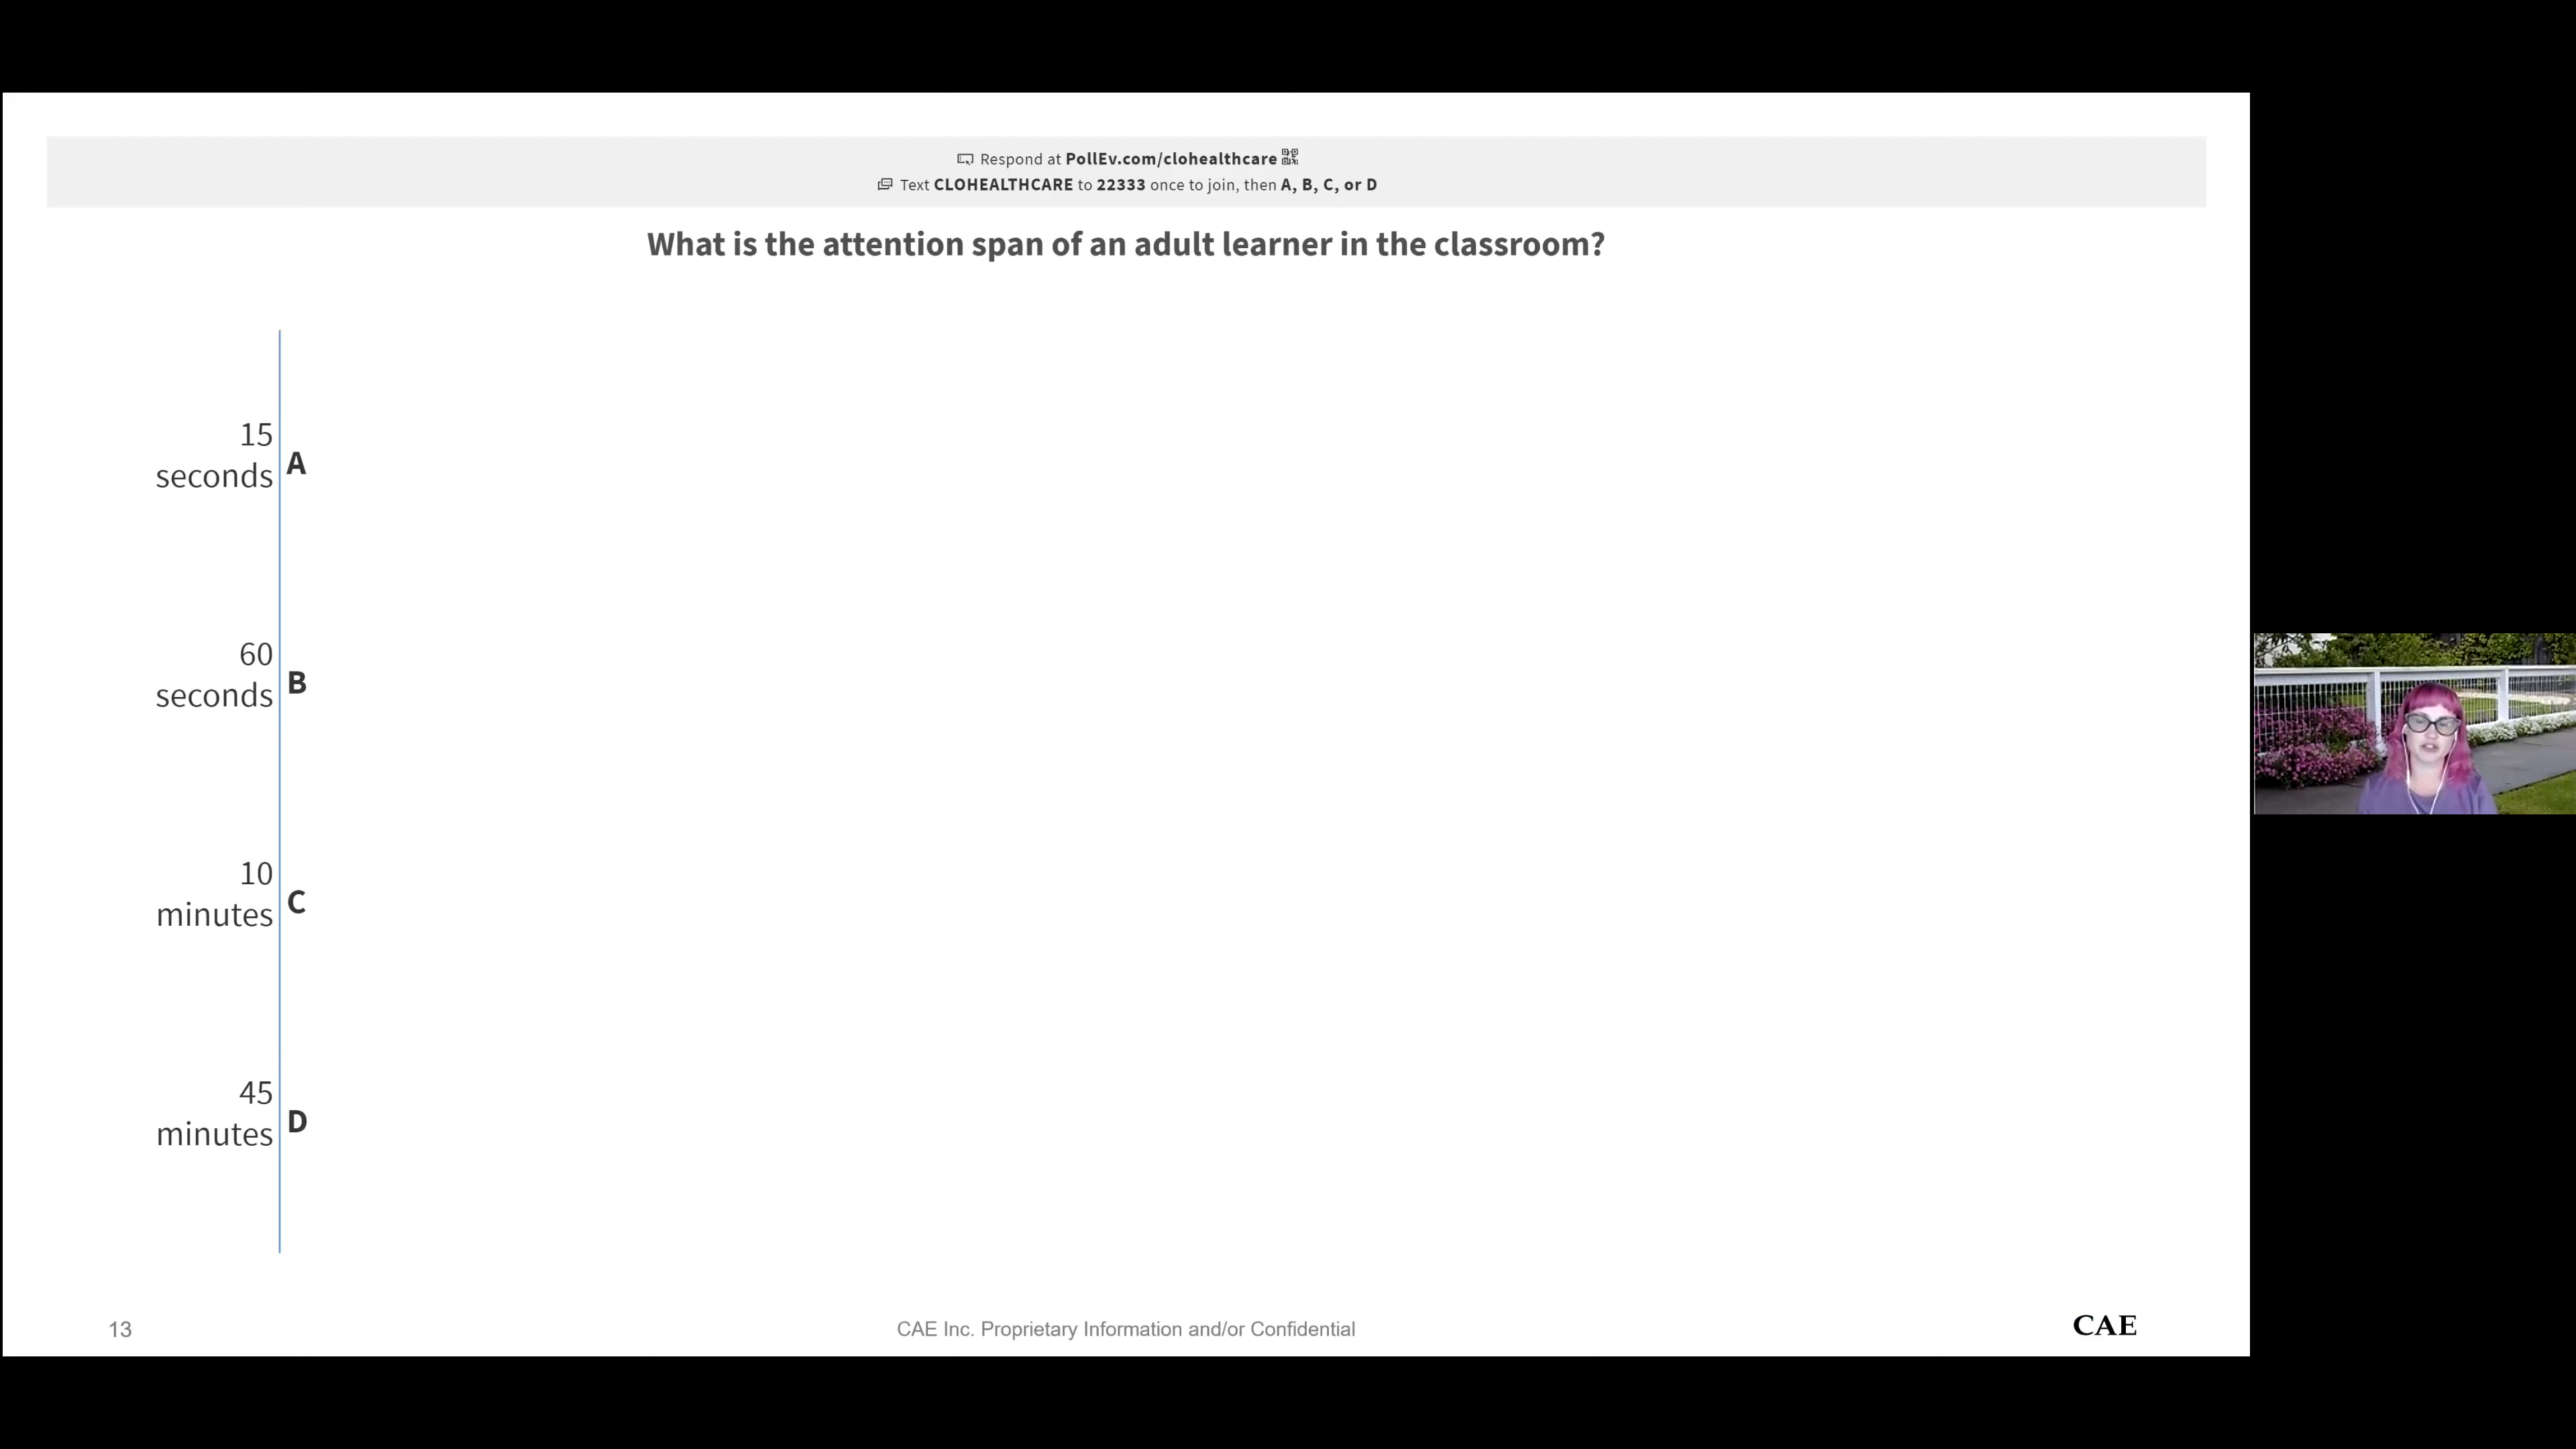 Respond at PollEv.com/clohealthcare
Text CLOHEALTHCARE to 22333 once to join, then A, B, C, or D
What is the attention span of an adult learner in the classroom?
15
seconds
A
60
seconds
B
10
minutes
C
45
minutes
D
13
CAE Inc. Proprietary Information and/or Confidential
CAE